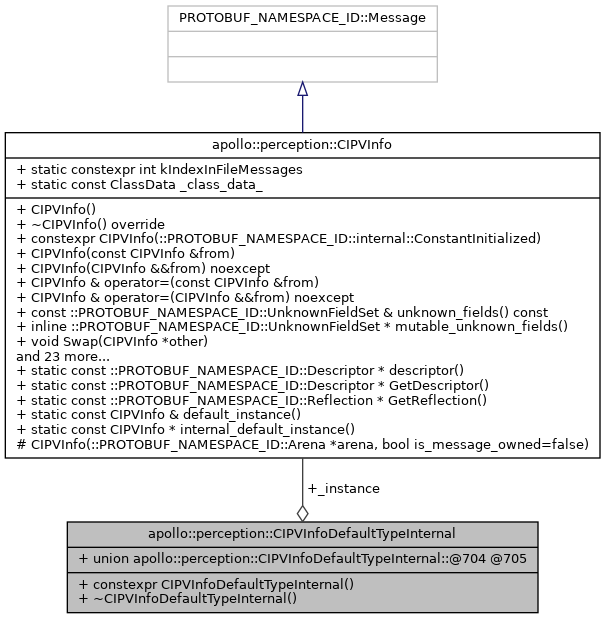 PROTOBUF_NAMESPACE_ID::Message
apollo::perception::CIPVInfo
+ static constexpr int kIndexInFileMessages
+ static const ClassData _class_data_
+ CIPVInfo()
+ ~CIPVInfo() override
+ constexpr CIPVInfo(::PROTOBUF_NAMESPACE_ID::internal::ConstantInitialized)
+ CIPVInfo(const CIPVInfo &from)
+ CIPVInfo(CIPVInfo &&from) noexcept
+ CIPVInfo & operator=(const CIPVInfo &from)
+ CIPVInfo & operator=(CIPVInfo &&from) noexcept
+ const ::PROTOBUF_NAMESPACE_ID::UnknownFieldSet & unknown_fields() const
+ inline ::PROTOBUF_NAMESPACE_ID::UnknownFieldSet * mutable_unknown_fields()
+ void Swap(CIPVInfo *other)
and 23 more...
+ static const ::PROTOBUF_NAMESPACE_ID::Descriptor * descriptor()
+ static const ::PROTOBUF_NAMESPACE_ID::Descriptor * GetDescriptor()
+ static const ::PROTOBUF_NAMESPACE_ID::Reflection * GetReflection()
+ static const CIPVInfo & default_instance()
+ static const CIPVInfo * internal_default_instance()
# CIPVInfo(::PROTOBUF_NAMESPACE_ID::Arena *arena, bool is_message_owned=false)
+_instance
apollo::perception::CIPVInfoDefaultTypeInternal
+ union apollo::perception::CIPVInfoDefaultTypeInternal::@704 @705
+ constexpr CIPVInfoDefaultTypeInternal()
+ ~CIPVInfoDefaultTypeInternal()